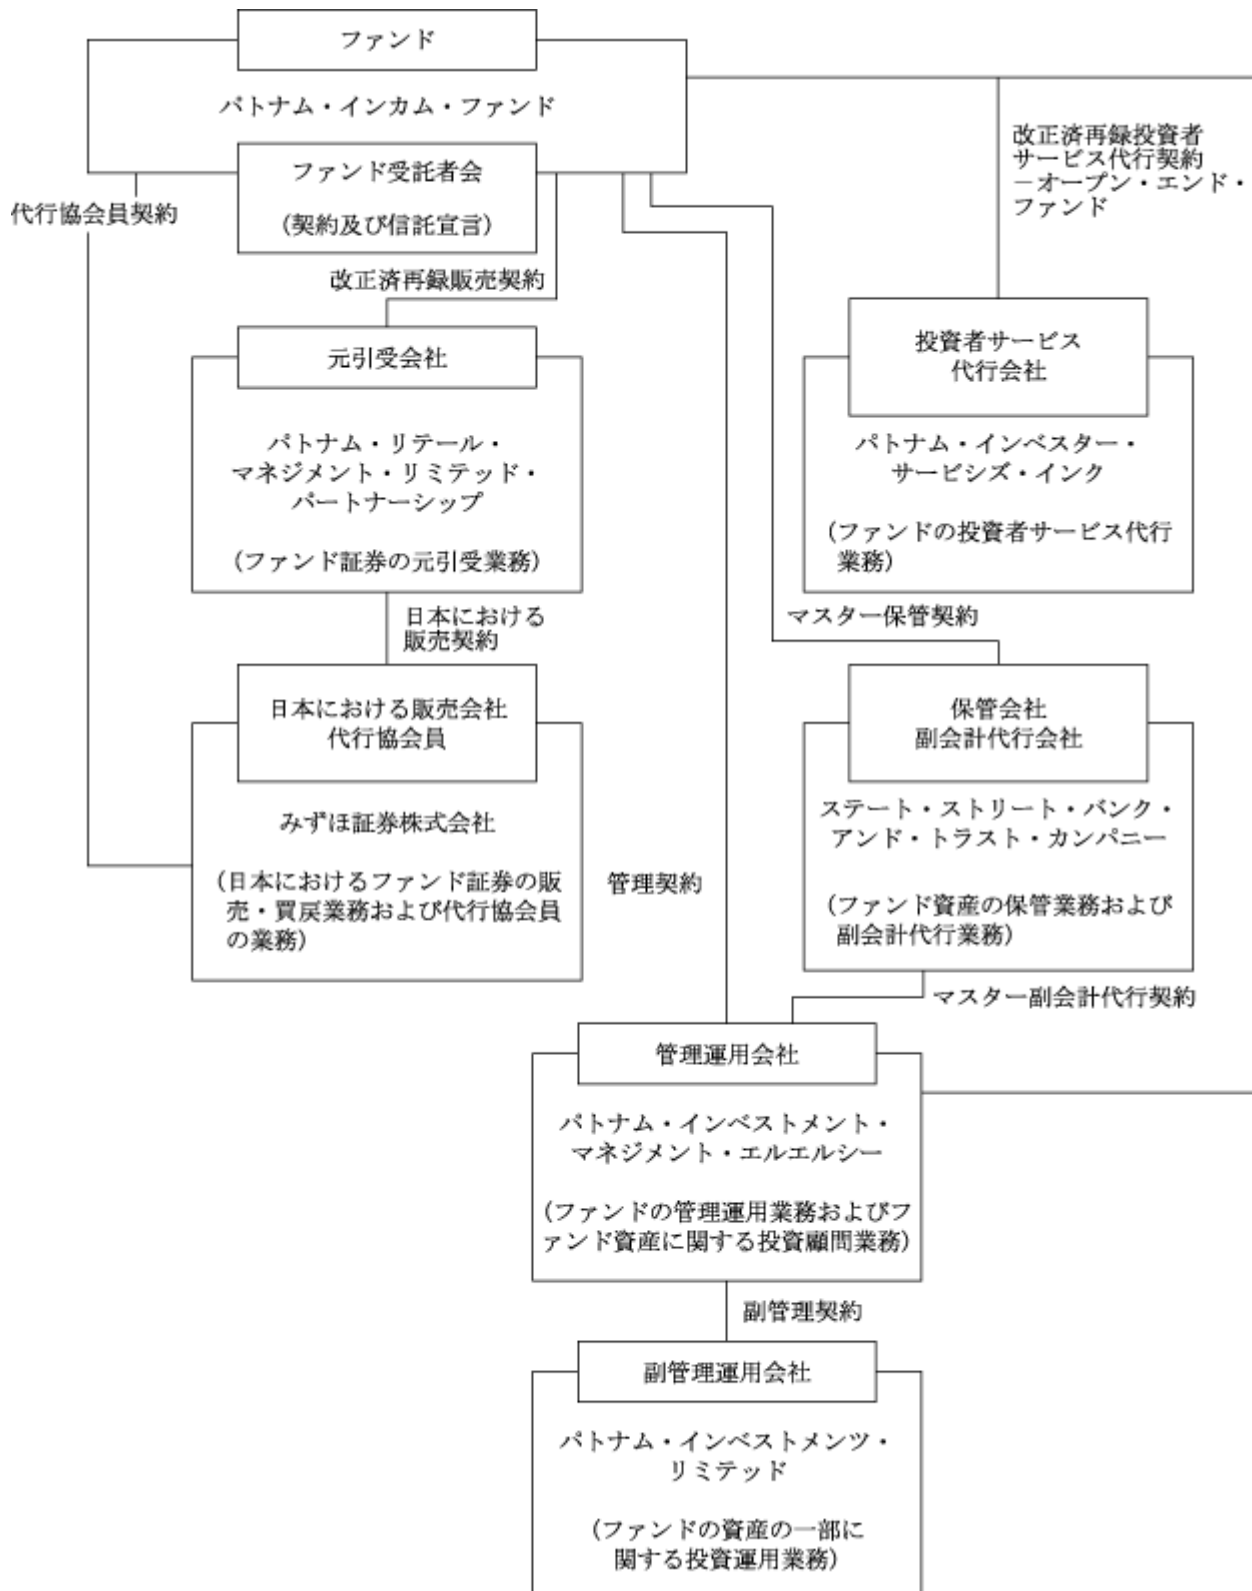 ファンド
パトナム・インカム・ファンド
ファンド受託者会
(契約及び信託宣言)
代行協会員契約
改正済再録投資者
サービス代行契約
－オープン・エンド・
ファンド
改正済再録販売契約
元引受会社
パトナム・リテール・
マネジメント・リミテッド・
パートナーシップ
(ファンド証券の元引受業務)
投資者サービス
代行会社
パトナム・インベスター・
サービシズ・インク
(ファンドの投資者サービス代行
業務)
日本における
販売契約
マスター保管契約
日本における販売会社
代行協会員
みずほ証券株式会社
(日本におけるファンド証券の販
売・買戻業務および代行協会員
の業務)
保管会社
副会計代行会社
ステート・ストリート・バンク・
アンド・トラスト・カンパニー
(ファンド資産の保管業務および
副会計代行業務)
管理契約
マスター副会計代行契約
管理運用会社
パトナム・インベストメント・
マネジメント・エルエルシー
(ファンドの管理運用業務およびフ
ァンド資産に関する投資顧問業務)
副管理契約
副管理運用会社
パトナム・インベストメンツ・
リミテッド
(ファンドの資産の一部に
関する投資運用業務)